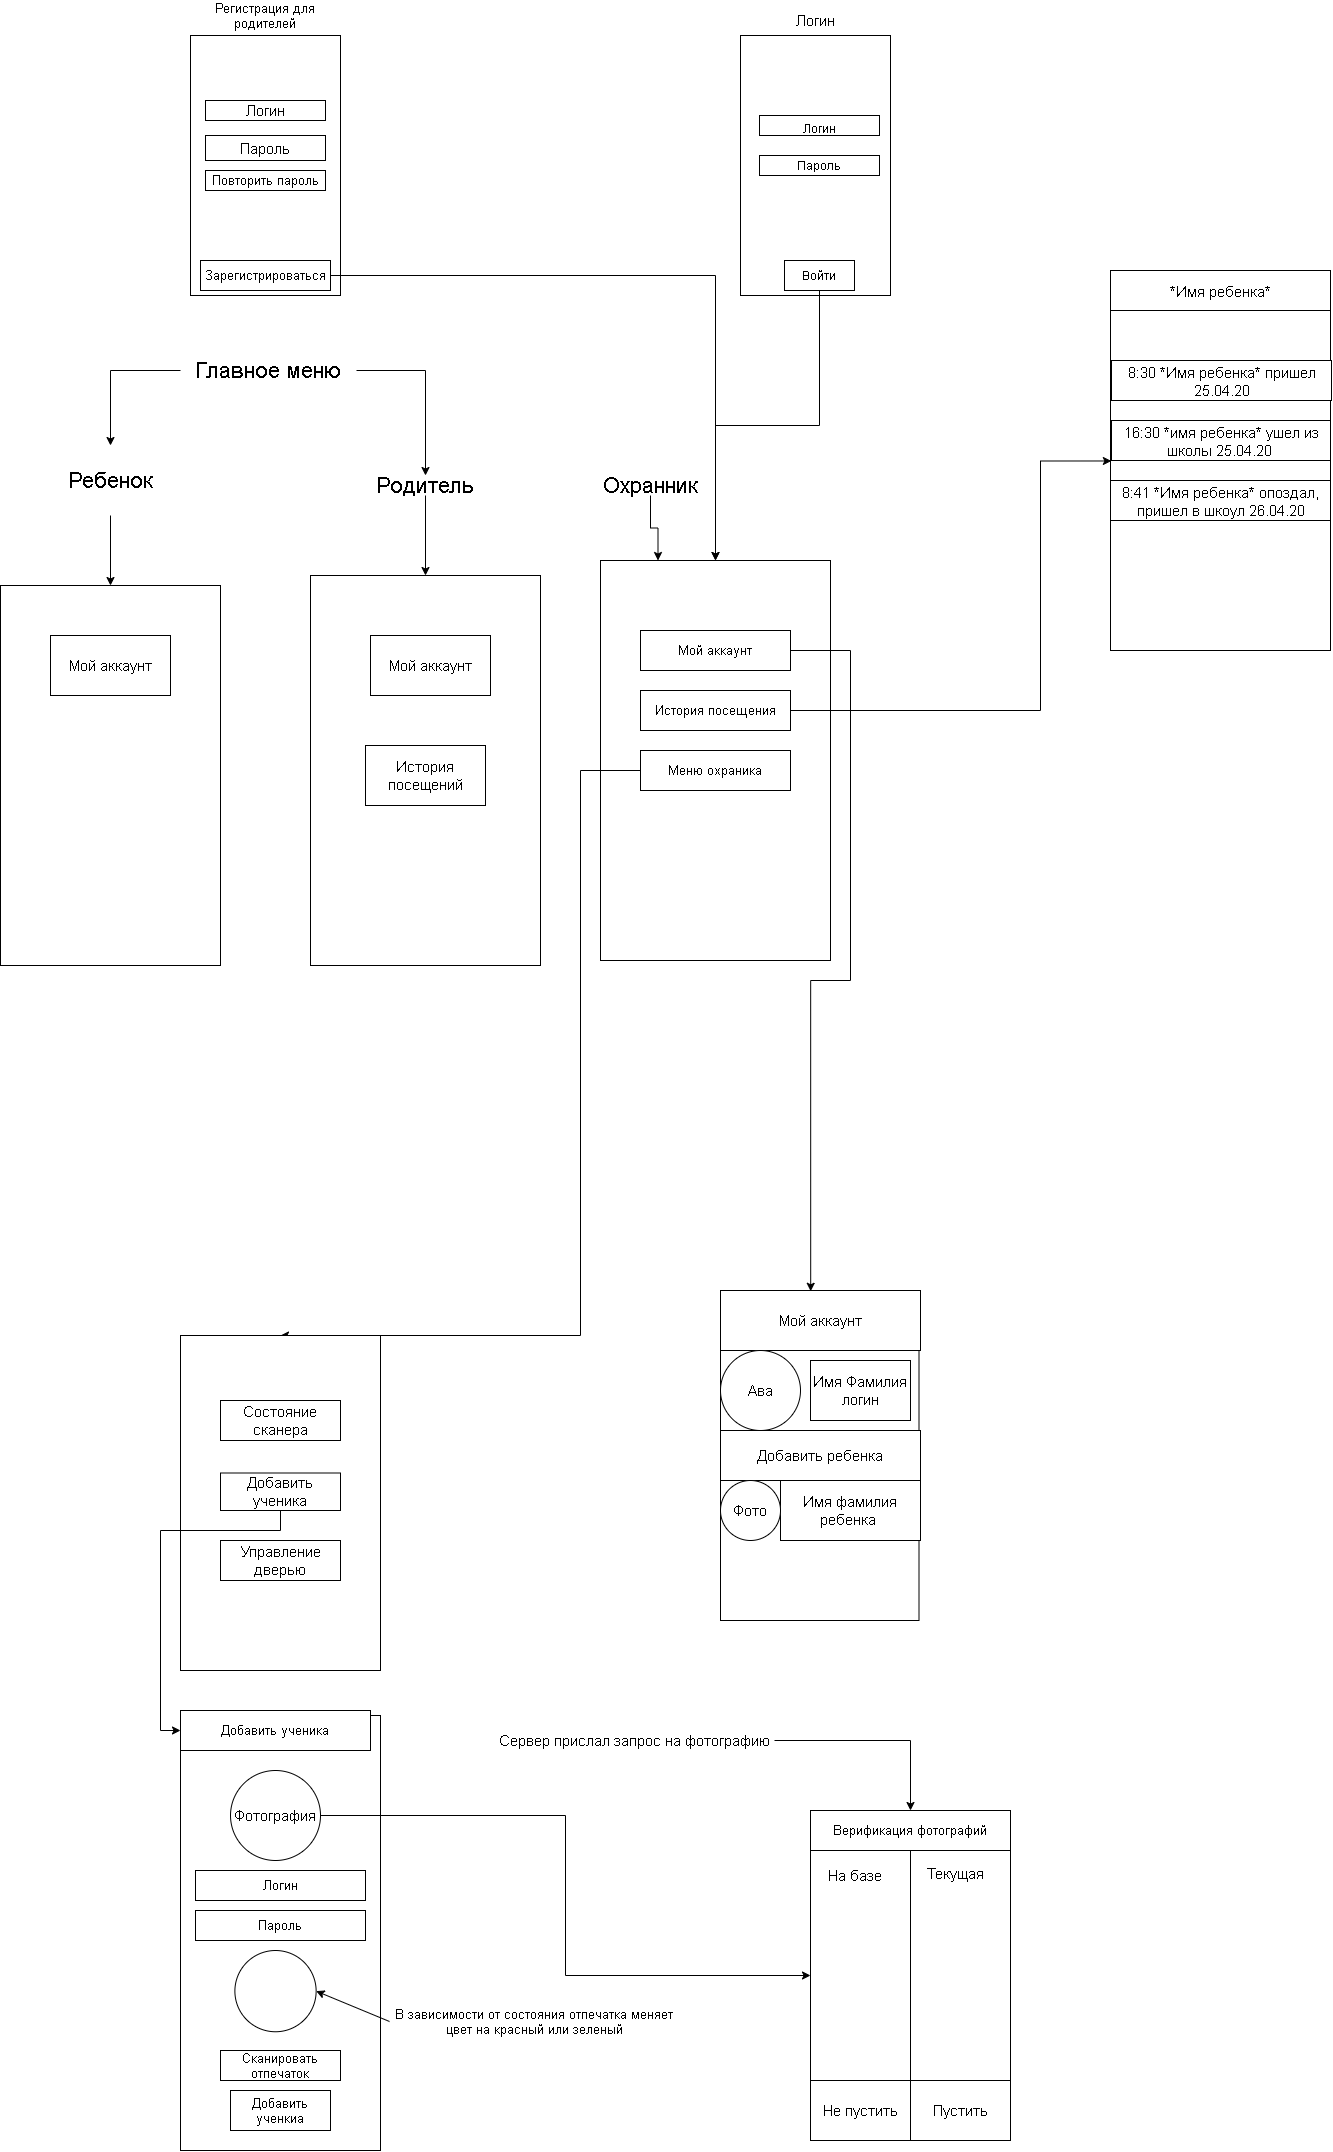 Регистрация для
родителей
Логин
Пароль
Повторить пароль
Зарегистрироваться
Логин
Логин
Пароль
Войти
*Имя ребенка*
8:30 *Имя ребенка* пришел
25.04.20
16:30 *имя ребенка* ушел из
школы 25.04.20
8:41 *Имя ребенка* опоздал,
пришел в шкоул 26.04.20
Главное меню
Ребенок
Родитель
Охранник
Мой аккаунт
Мой аккаунт
История
посещений
Мой аккаунт
История посещения
Меню охраника
Мой аккаунт
Ава
Имя Фамилия
логин
Добавить ребенка
Фото
Имя фамилия
ребенка
Состояние
сканера
Добавить
ученика
Управление
дверью
Добавить ученика
Фотография
Логин
Пароль
В зависимости от состояния отпечатка меняет
цвет на красный или зеленый
Сканировать
отпечаток
Добавить
ученкиа
Сервер прислал запрос на фотографию
Верификация фотографий
На базе
Текущая
Не пустить
Пустить